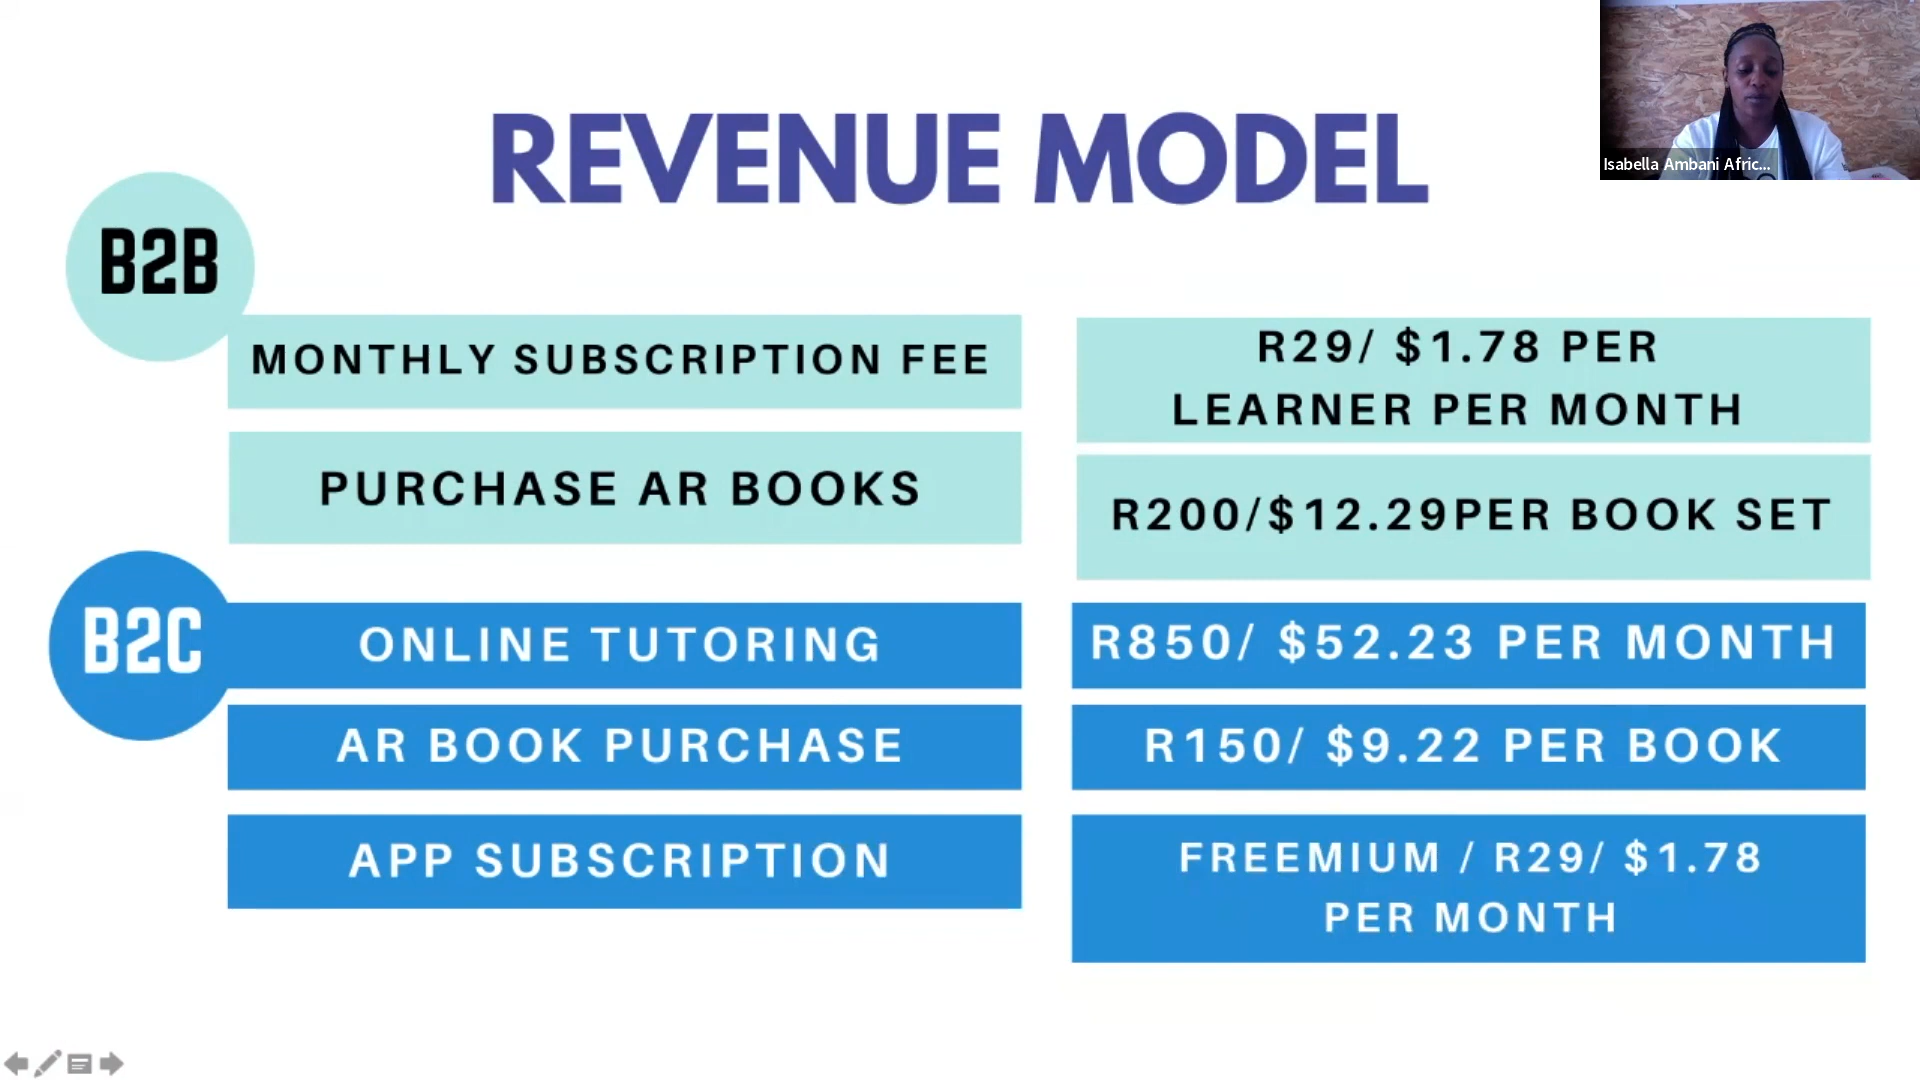 REVENUE MODEL
Isabella Ambani Afric...
B2B
MONTHLY SUBSCRIPTION FEE
R29/ $1.78 PER
LEARNER PER MONTH
PURCHASE AR BOOKS
R200/$12.29PER BOOK SET
B2C
ONLINE TUTORING
R850/ $52.23 PER MONTH
AR BOOK PURCHASE
R150/ $9.22 PER BOOK
APP SUBSCRIPTION
FREEMIUM / R29/ $1.78
PER MONTH